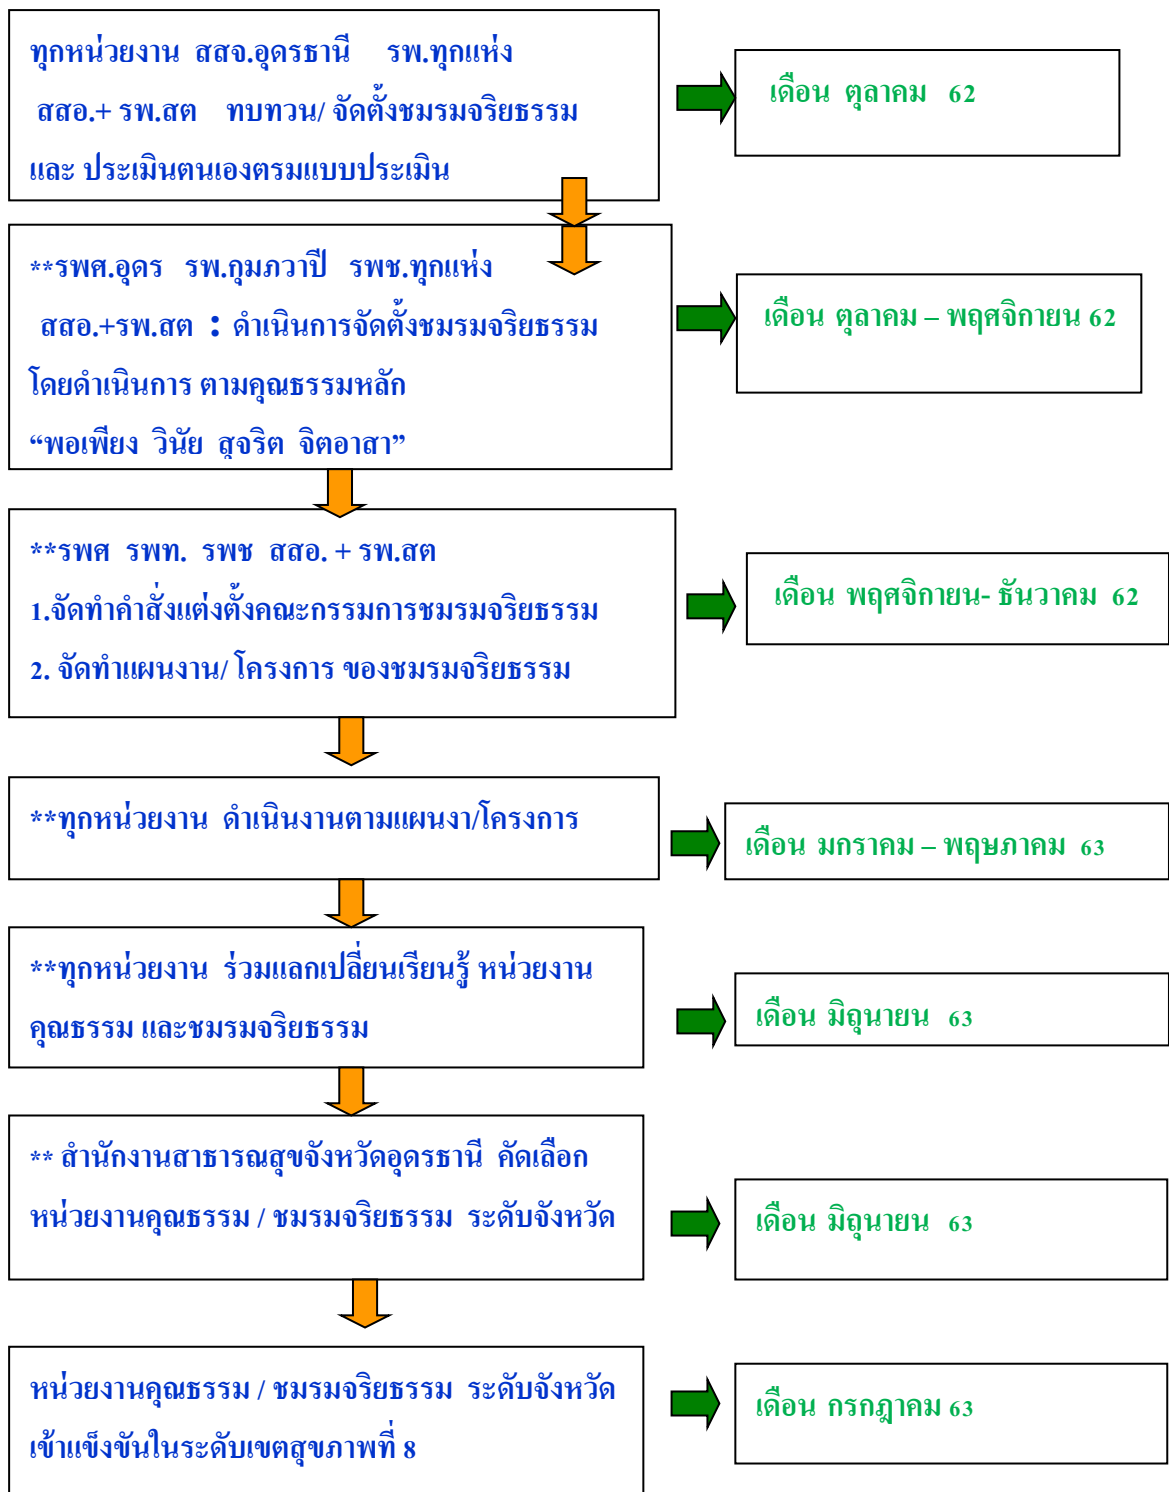 ทุกหน่วยงาน สสจ.อุดรธานี รพ.ทุกแห่ง
สสอ.+ รพ.สต ทบทวน/ จัดตั้งชมรมจริยธรรม
และ ประเมินตนเองตรมแบบประเมิน
เดือน ตุลาคม 62
**รพศ.อุดร รพ.กุมภวาปี รพช.ทุกแห่ง
สสอ.+รพ.สต : ดำเนินการจัดตั้งชมรมจริยธรรม
โดยดำเนินการ ตามคุณธรรมหลัก
“พอเพียง วินัย สุจริต จิตอาสา”
เดือน ตุลาคม – พฤศจิกายน 62
**รพศ รพท. รพช สสอ. + รพ.สต
1.จัดทำคำสั่งแต่งตั้งคณะกรรมการชมรมจริยธรรม
2. จัดทำแผนงาน/ โครงการ ของชมรมจริยธรรม
เดือน พฤศจิกายน- ธันวาคม 62
**ทุกหน่วยงาน ดำเนินงานตามแผนงา/โครงการ
เดือน มกราคม – พฤษภาคม 63
**ทุกหน่วยงาน ร่วมแลกเปลี่ยนเรียนรู้ หน่วยงาน
คุณธรรม และชมรมจริยธรรม
เดือน มิถุนายน 63
** สำนักงานสาธารณสุขจังหวัดอุดรธานี คัดเลือก
หน่วยงานคุณธรรม / ชมรมจริยธรรม ระดับจังหวัด
เดือน มิถุนายน 63
หน่วยงานคุณธรรม / ชมรมจริยธรรม ระดับจังหวัด
เข้าแข็งขันในระดับเขตสุขภาพที่ 8
เดือน กรกฎาคม 63